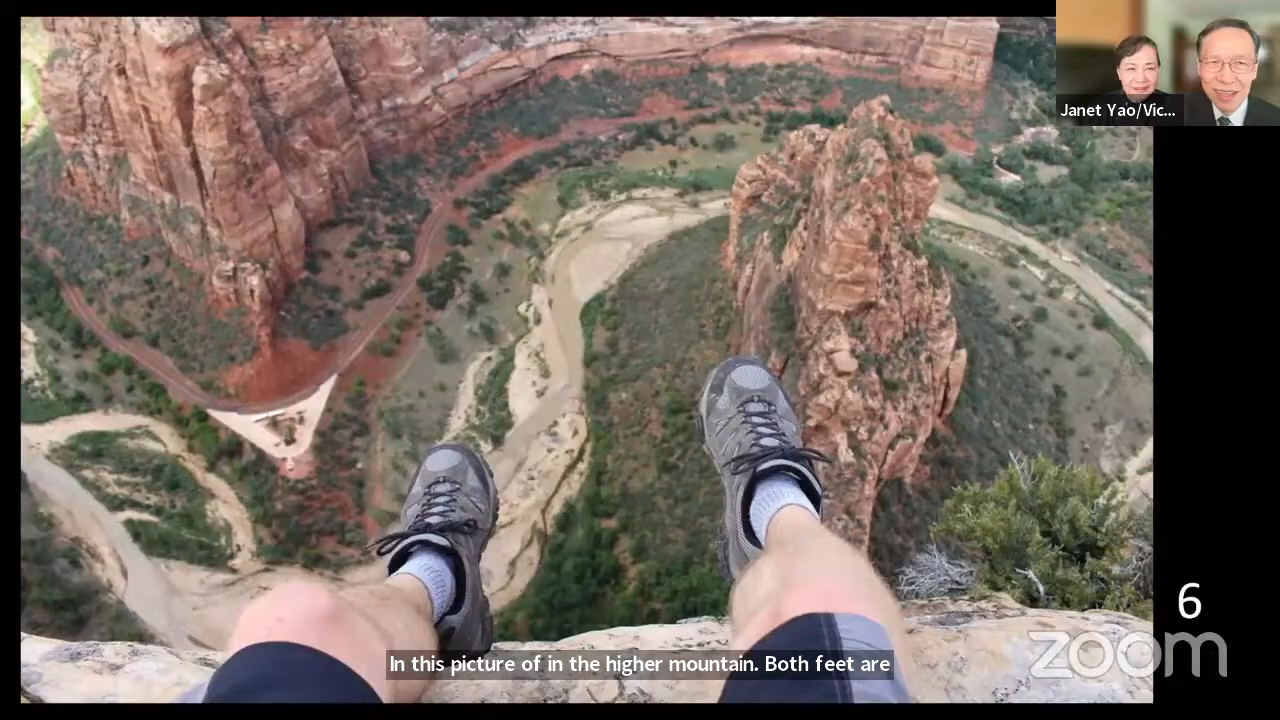 Janet Yao/Vic...
In this picture of in the higher mountain. Both feet are
6
zoom